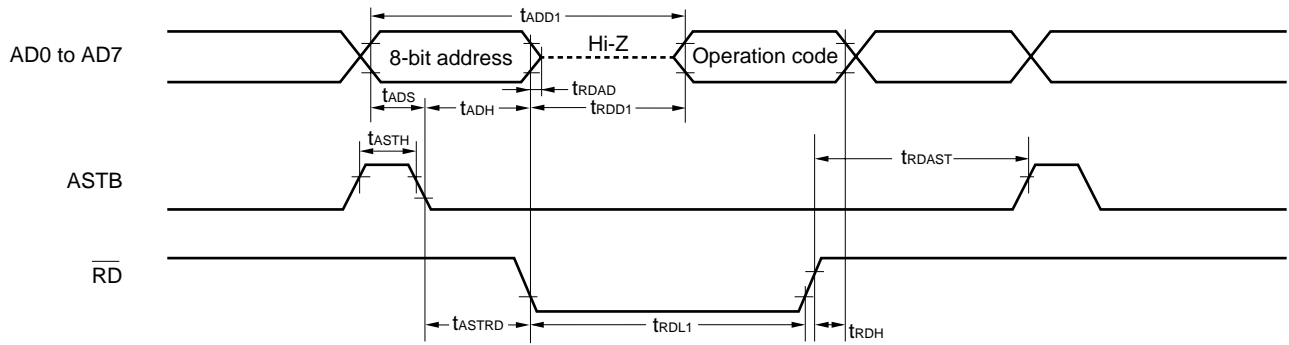 tADD1
AD0 to AD7
8-bit address
Hi-Z
Operation code
tADS
tADH
tRDAD
tRDD1
tASTH
tRDAST
ASTB
RD
tASTRD
tRDL1
tRDH